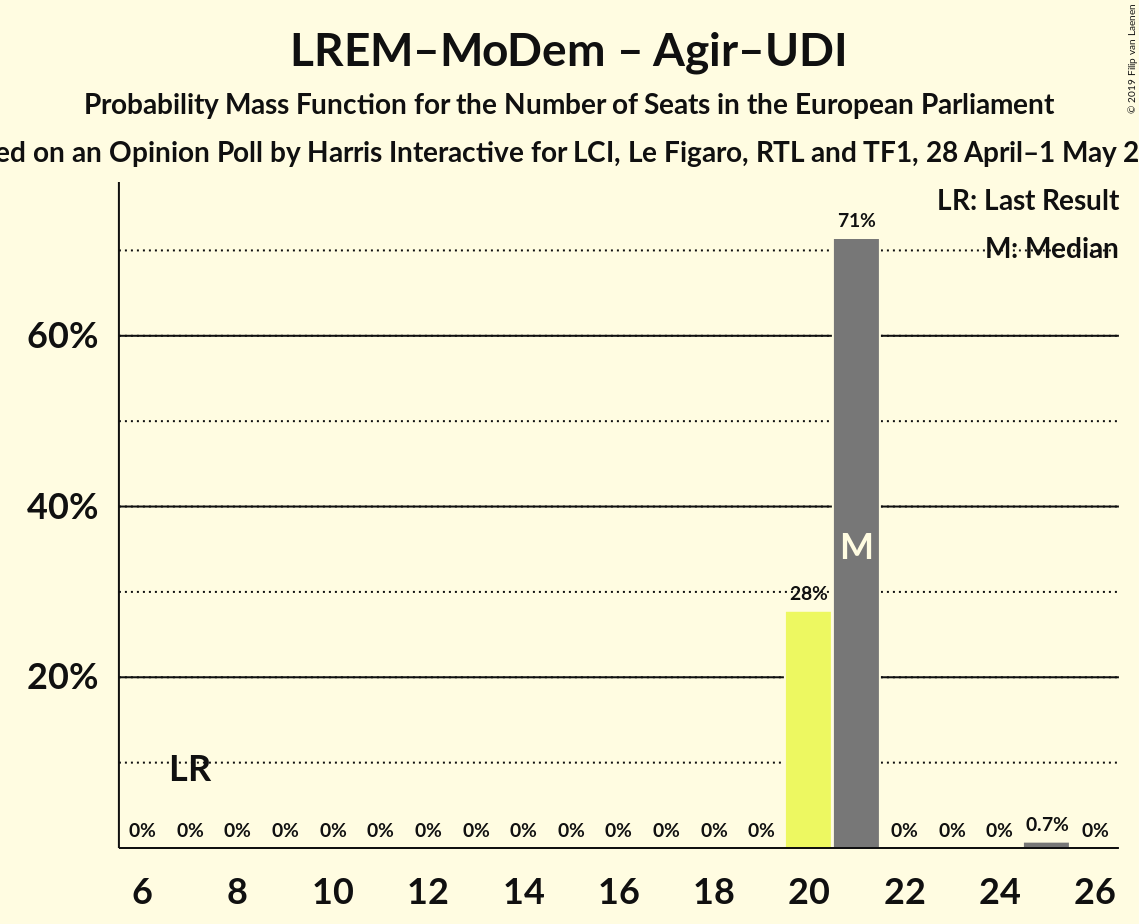 LREM–MoDem – Agir–UDI
Probability Mass Function for the Number of Seats in the European Parliament
on an Opinion Poll by Harris Interactive for LCI, Le Figaro, RTL and TF1, 28 April–1 May
© 2019 Filip van Laenen
LR: Last Result
M: Median
71%
60%
40%
M
28%
20%
LR
0% 0% 0% 0% 0% 0% 0% 0% 0% 0% 0% 0% 0% 0% 0% 0% 0% 0.7% 0%
6 8 10 12 14 16 18 20 22 24 26